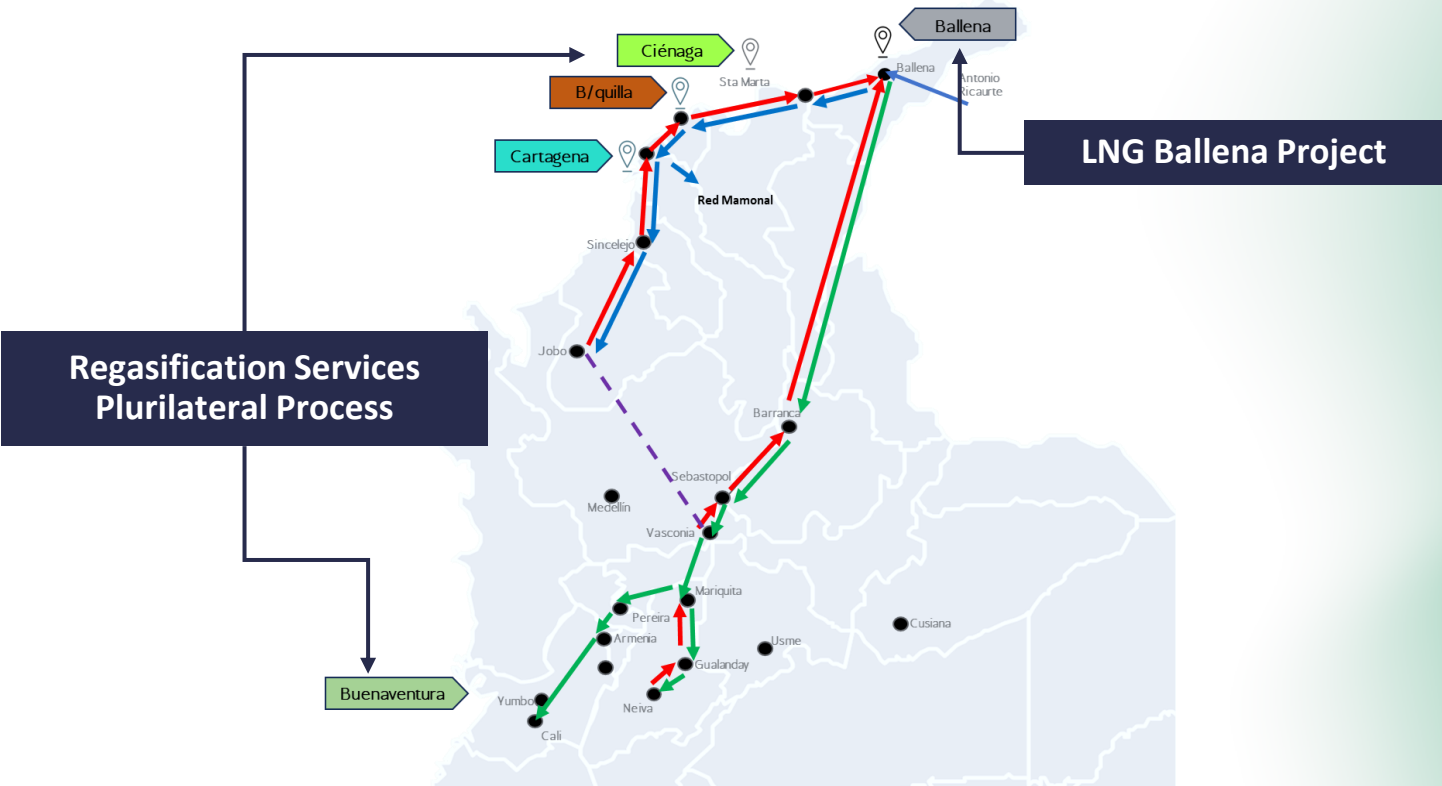 Ballena
Ciénaga
Sta Marta
Ballena
Antonio
Ricaurte
B/quilla
LNG Ballena Project
Cartagena
Red Mamonal
Sincelejo
Regasification Services
Plurilateral Process
Jobo
Barranca
Sebastopol
Medellín
Vasconia
Mariquita
Pereira
Cusiana
Armenia
Usme
Gualanday
Buenaventura
Yumbo
Neiva
Cali